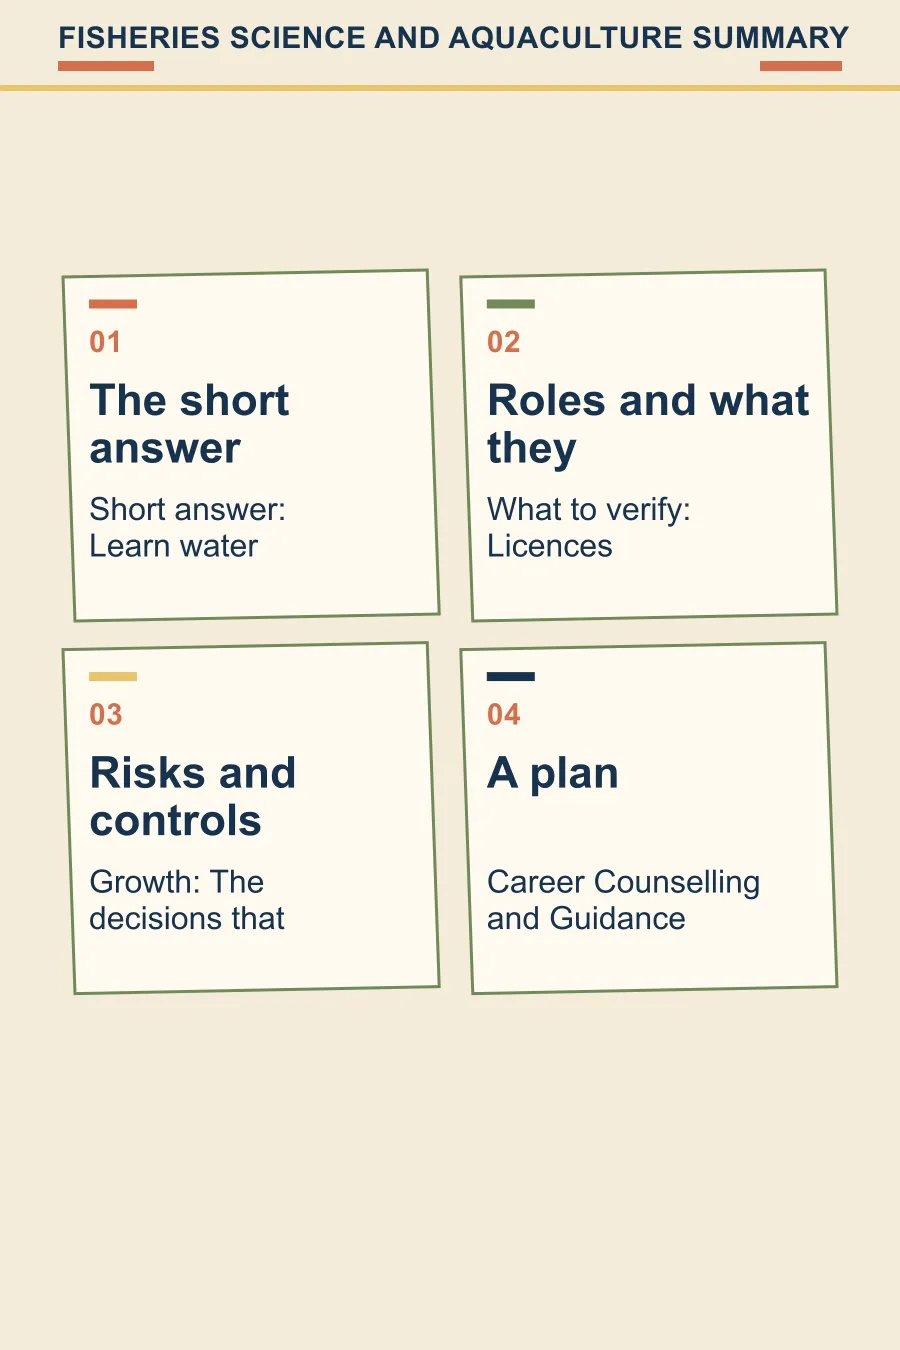 FISHERIES SCIENCE AND AQUACULTURE SUMMARY
01
The short
answer
Short answer:
Learn water
02
Roles and what
they
What to verify:
Licences
03
Risks and
controls
Growth: The
decisions that
04
A plan
Career Counselling
and Guidance